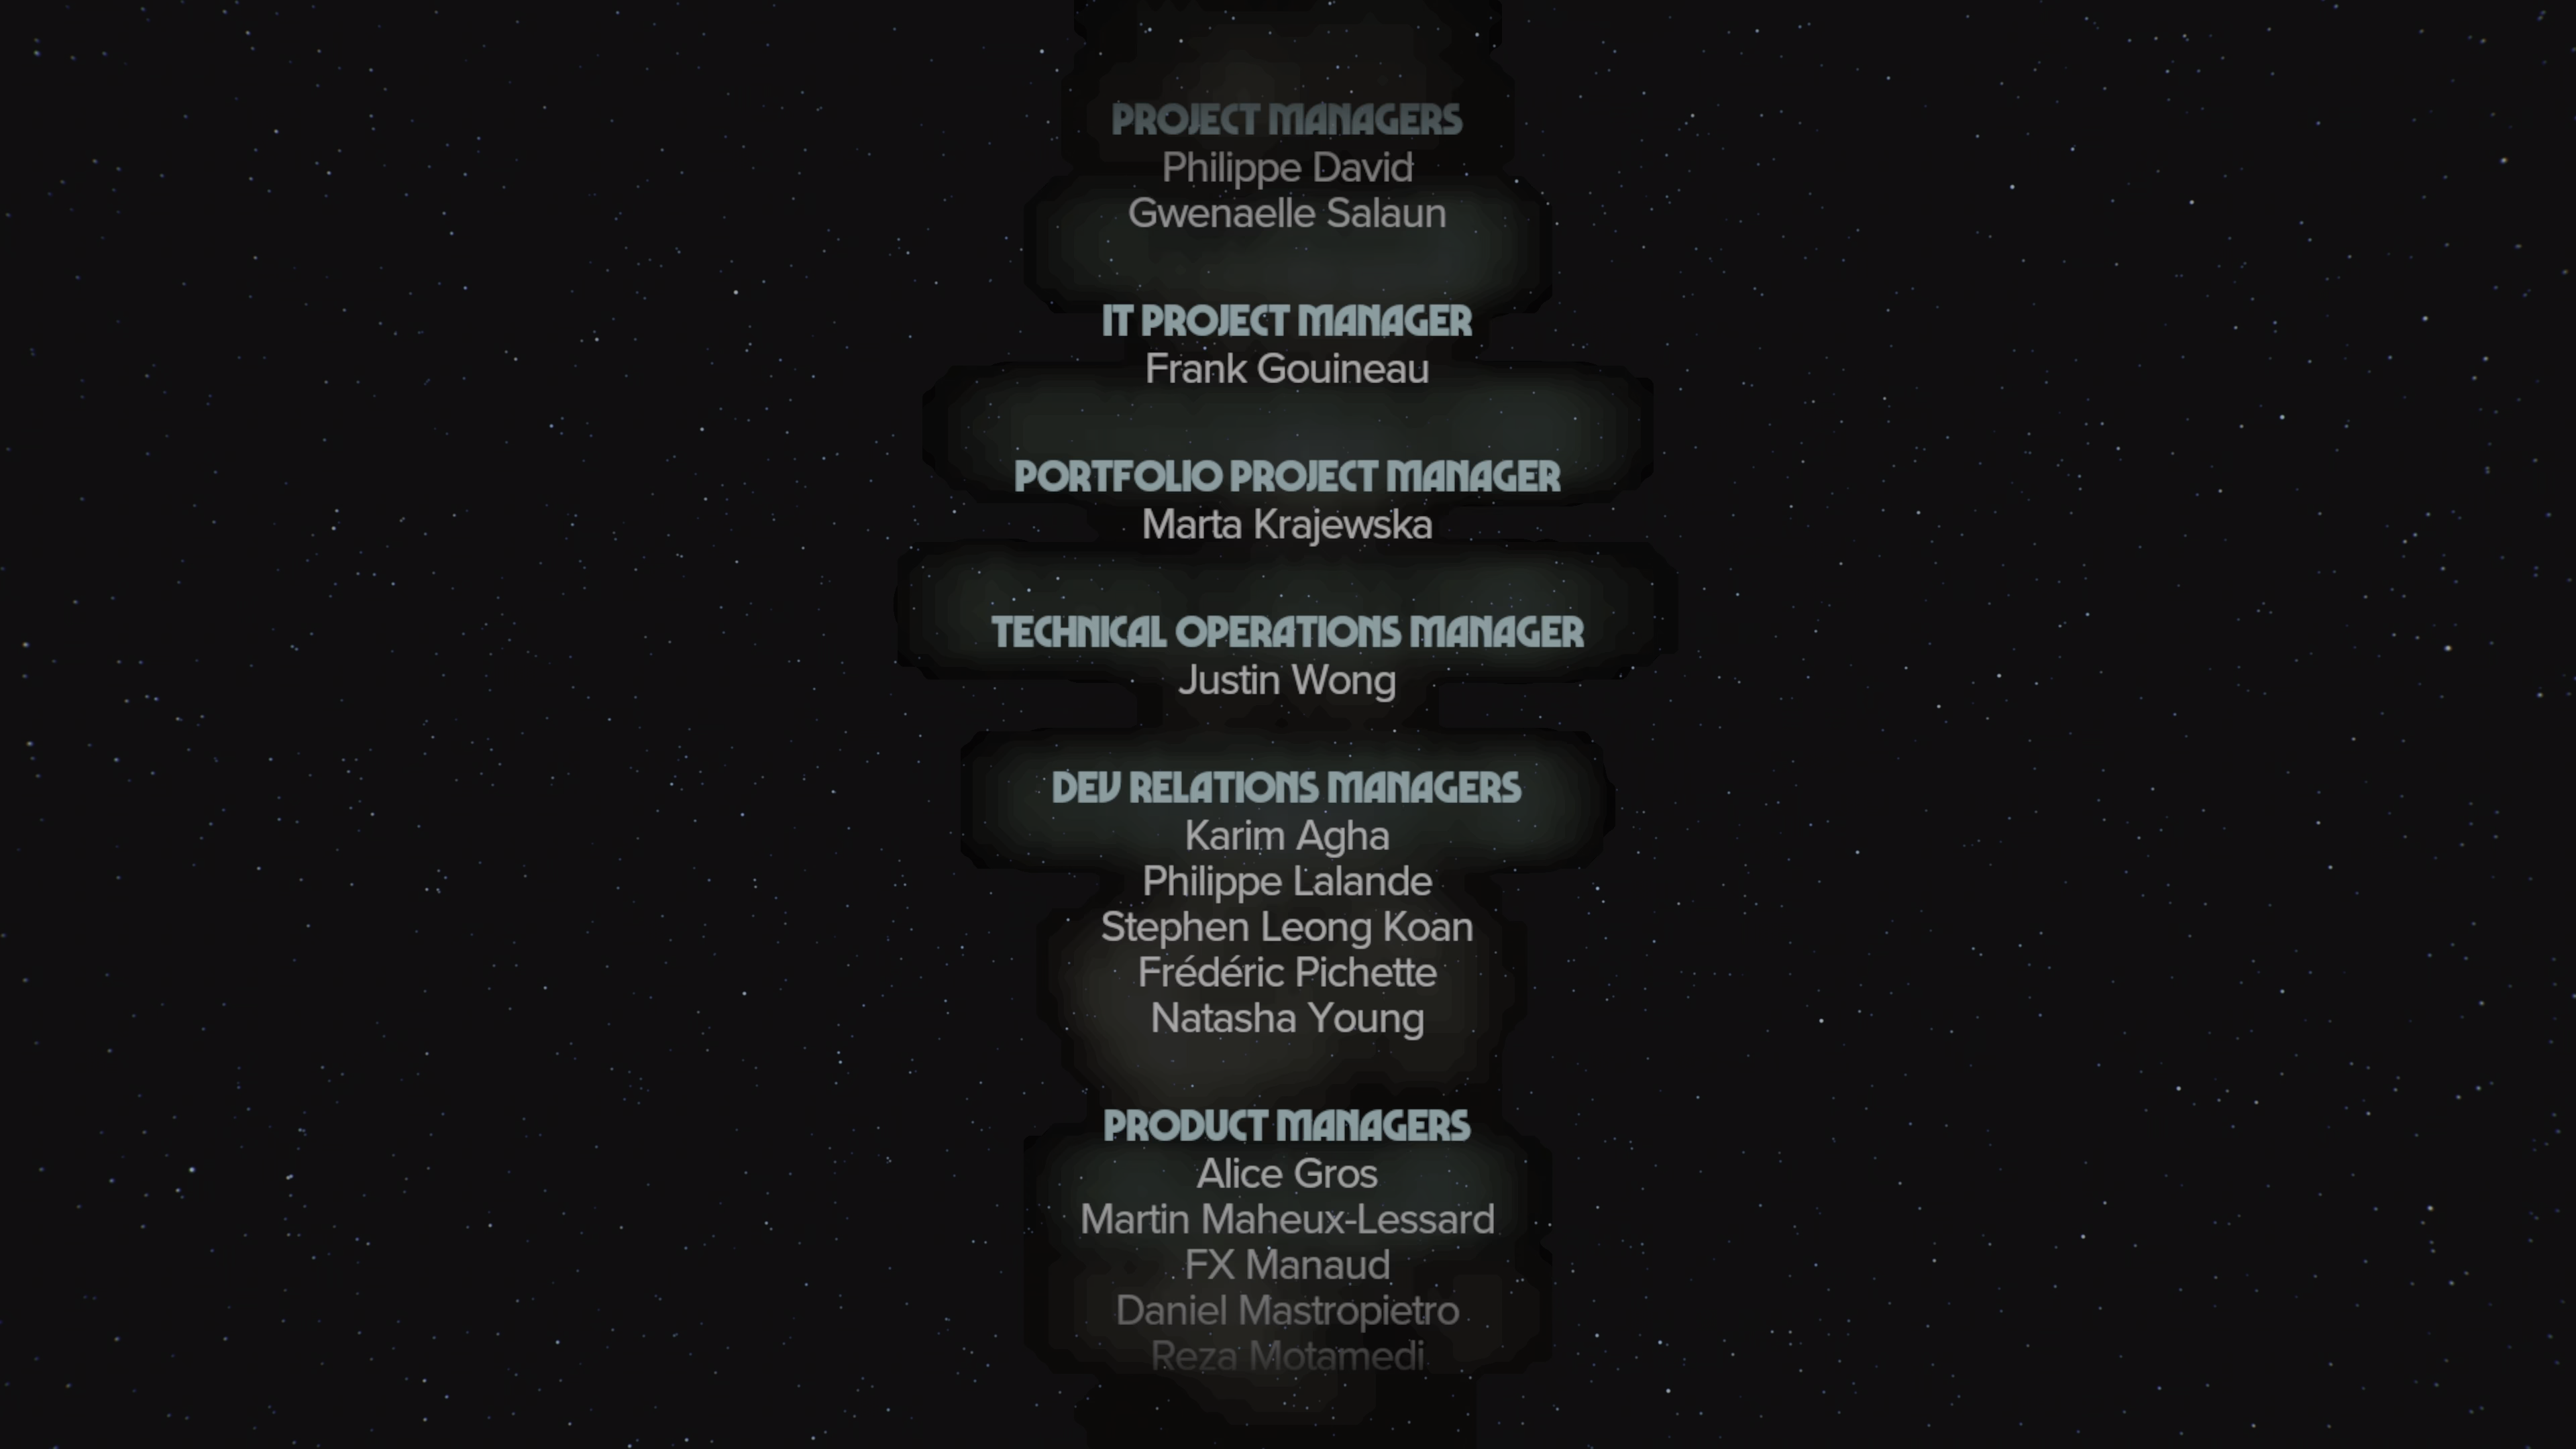 PROJECT MANAGERS
Philippe David
Gwenaelle Salaun
IT PROJECT MANAGER
Frank Gouineau
PORTFOLIO PROJECT MANAGER
Marta Krajewska
TECHNICAL OPERATIONS MANAGER
Justin Wong
DEV RELATIONS MANAGERS
Karim Agha
Philippe Lalande
Stephen Leong Koan
Frédéric Pichette
Natasha Young
PRODUCT MANAGERS
Alice Gros
Martin Maheux-Lessard
FX Manaud
Daniel Mastropietro
Reza Motamedi